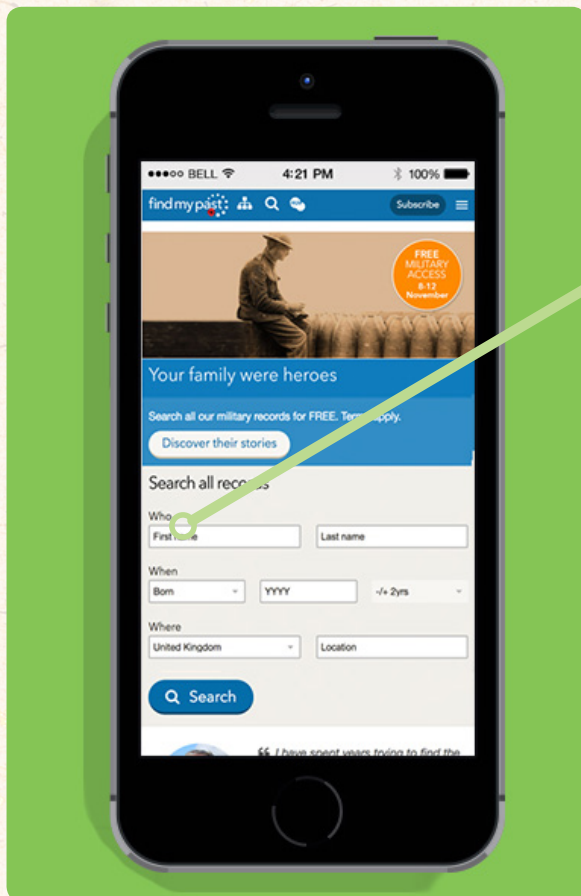 BELL 4:21 PM 100%
findmypast Subscribe
FREE
MILITARY
ACCESS
8-12
November
Your family were heroes
Search all our military records for FREE. Terms apply.
Discover their stories
Search all records
Who
First name Last name
When
Born YYYY -/+ 2yrs
Where
United Kingdom Location
Search
“ I have spent years trying to find the